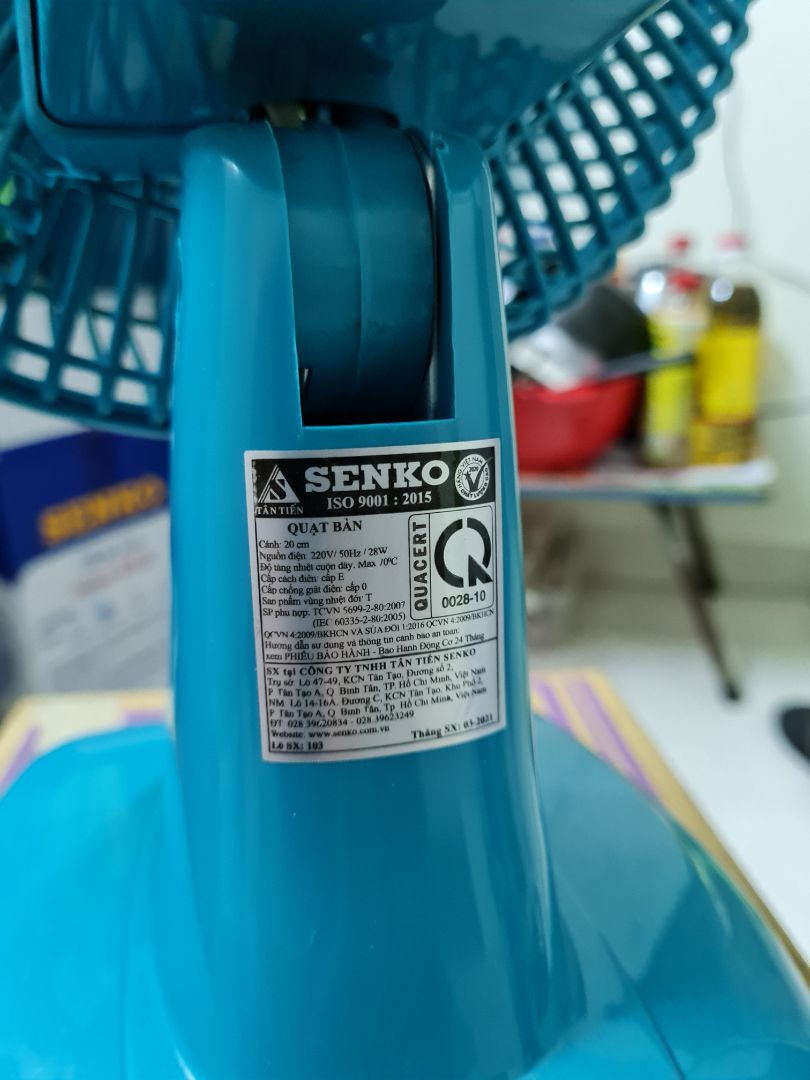 SENKO
TÂN TIẾN
ISO 9001 : 2015
HÀNG VIỆT NAM
2020
CHẤT LƯỢNG CAO
QUẠT BÀN
Cánh: 20 cm
Nguồn điện 220V/ 50Hz / 28W
Độ tăng nhiệt cuộn dây. Max 70ºC
Cấp cách điện: cấp E
Cấp chống giật điện: cấp 0
Sản phẩm vùng nhiệt đới: T
SP phù hợp: TCVN 5699-2-80:2007
(IEC 60335-2-80:2005)
QUACERT
0028-10
QCVN 4:2009/BKHCN VÀ SỬA ĐỔI 1:2016 QCVN 4:2009/BKHCN
Hướng dẫn sử dụng và thông tin cảnh báo an toàn:
xem PHIẾU BẢO HÀNH - Bảo Hành Động Cơ 24 Tháng
SX tại CÔNG TY TNHH TÂN TIẾN SENKO
Trụ sở Lô 47-49, KCN Tân Tạo, Đường số 2,
P Tân Tạo A, Q Bình Tân, TP Hồ Chí Minh, Việt Nam
NM Lô 14-16A, Đường C, KCN Tân Tạo, Khu Phố 2,
P Tân Tạo A, Q Bình Tân, Tp Hồ Chí Minh, Việt Nam
ĐT 028.39620834 - 028.39623249
Website: www.senko.com.vn
Tháng SX: 03-2021
Lô SX: 103
SENKO